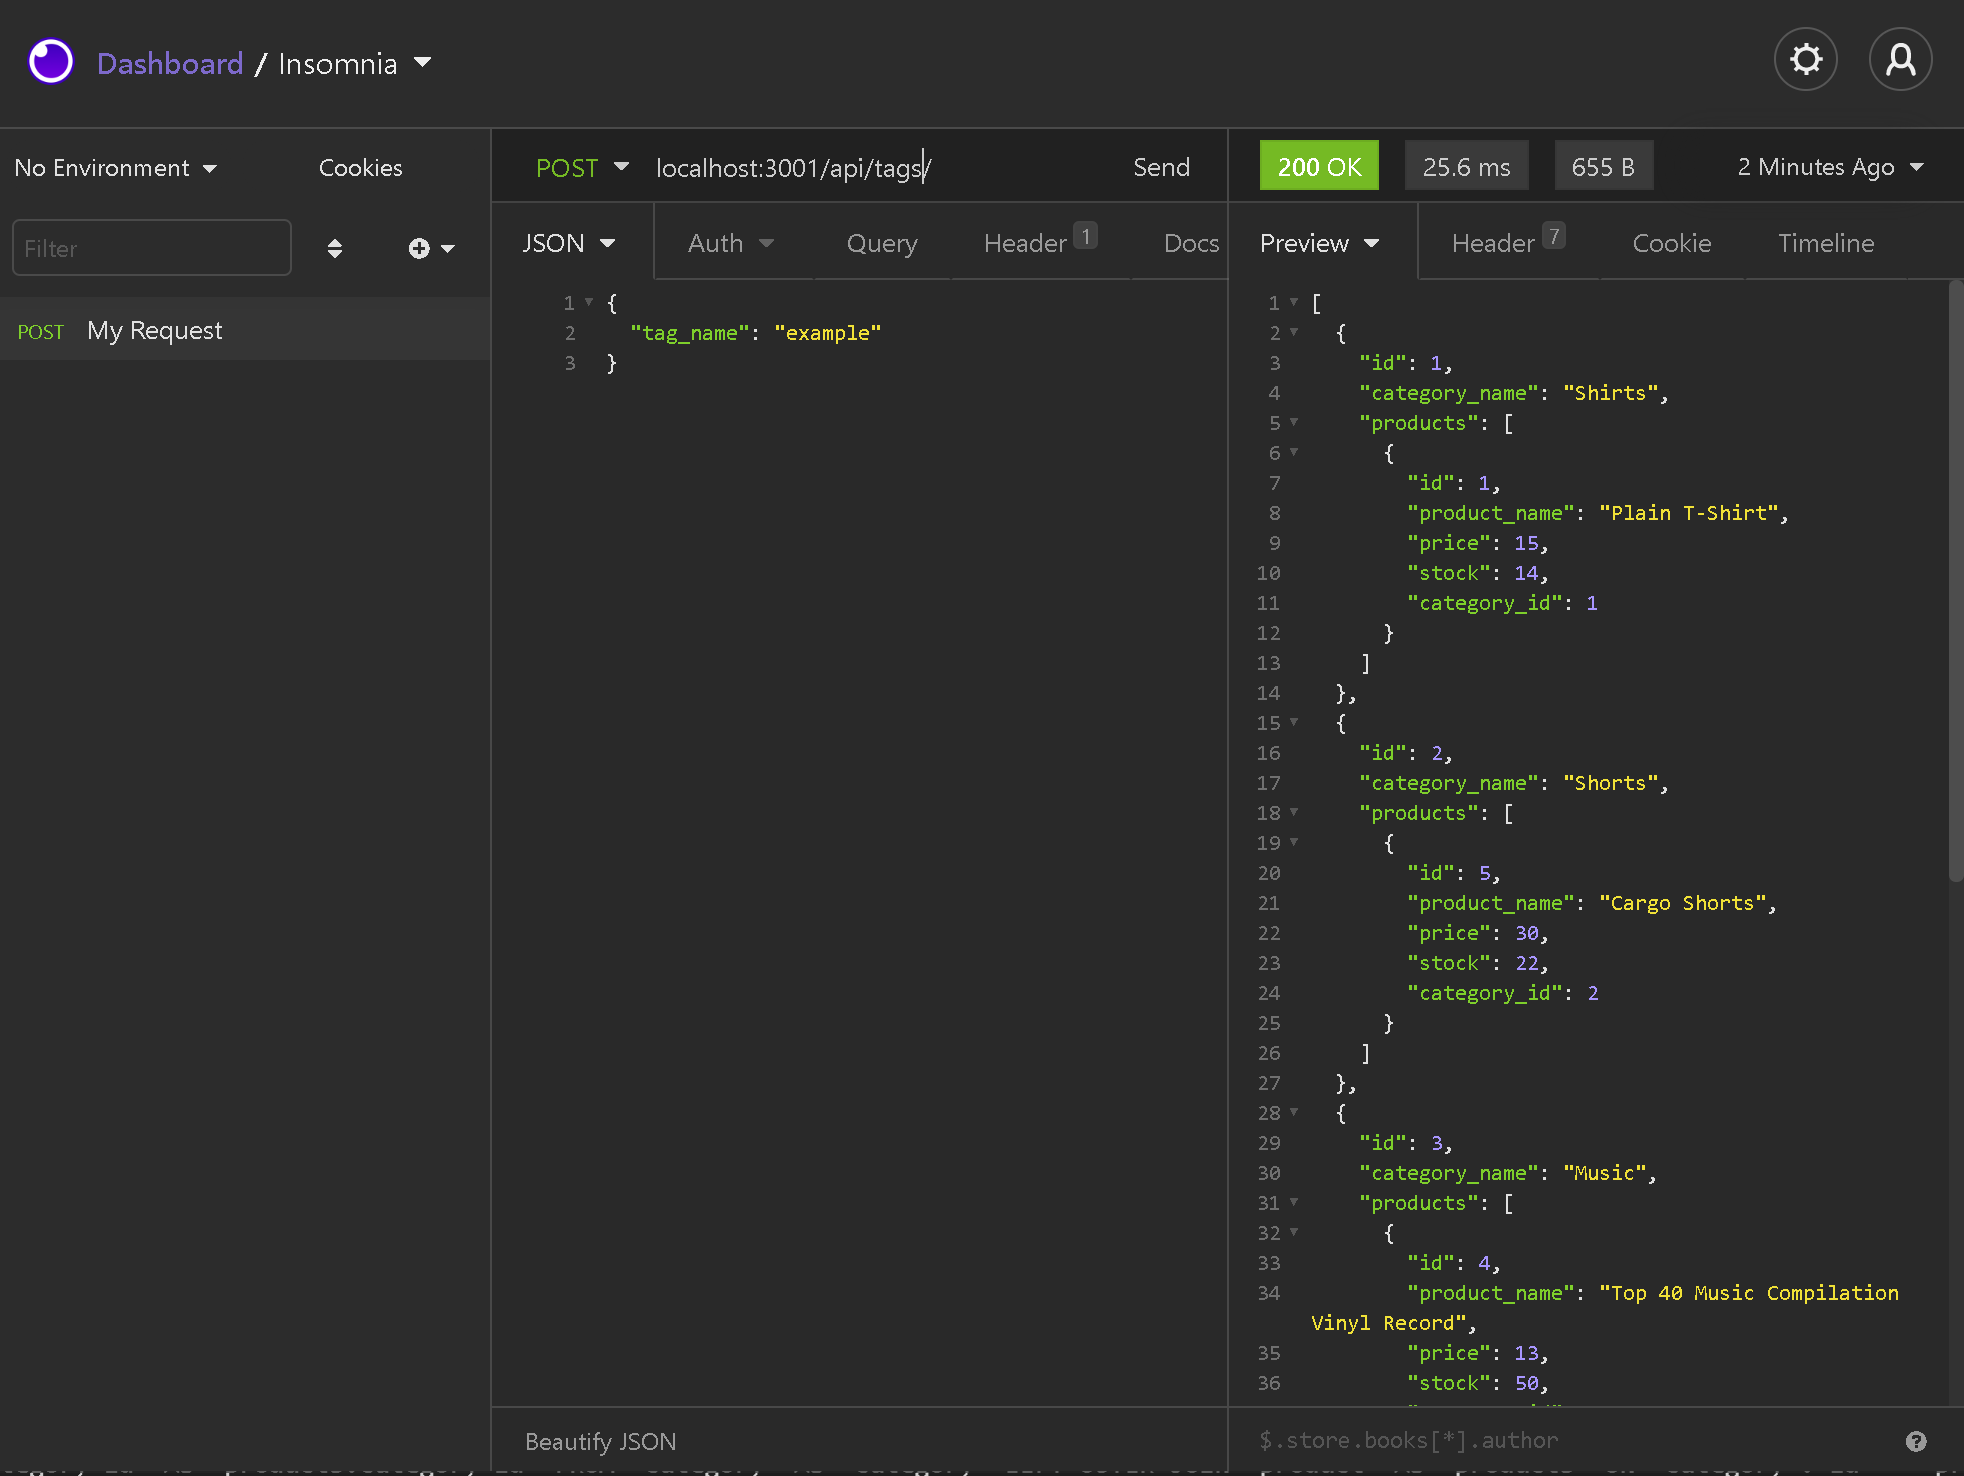 Dashboard / Insomnia
No Environment Cookies
Filter
POST My Request
POST localhost:3001/api/tags/ Send
JSON Auth Query Header 1 Docs
1 {
2 "tag_name": "example"
3 }
Beautify JSON
200 OK 25.6 ms 655 B 2 Minutes Ago
Preview Header 7 Cookie Timeline
1 [
2 {
3 "id": 1,
4 "category_name": "Shirts",
5 "products": [
6 {
7 "id": 1,
8 "product_name": "Plain T-Shirt",
9 "price": 15,
10 "stock": 14,
11 "category_id": 1
12 }
13 ]
14 },
15 {
16 "id": 2,
17 "category_name": "Shorts",
18 "products": [
19 {
20 "id": 5,
21 "product_name": "Cargo Shorts",
22 "price": 30,
23 "stock": 22,
24 "category_id": 2
25 }
26 ]
27 },
28 {
29 "id": 3,
30 "category_name": "Music",
31 "products": [
32 {
33 "id": 4,
34 "product_name": "Top 40 Music Compilation
Vinyl Record",
35 "price": 13,
36 "stock": 50,
$.store.books[*].author